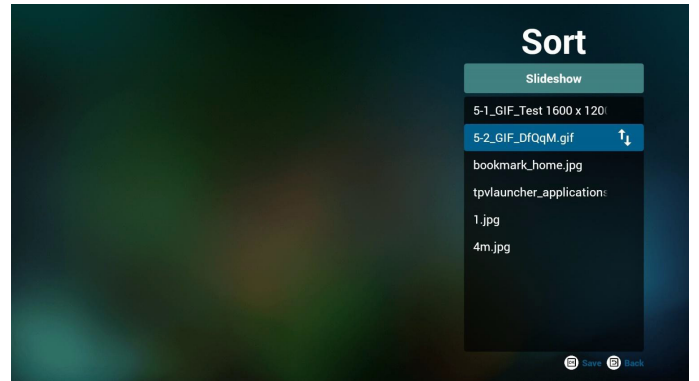 Sort
Slideshow
5-1_GIF_Test 1600 x 120
5-2_GIF_DfQqM.gif
bookmark_home.jpg
tpvlauncher_applications
1.jpg
4m.jpg
Save Back